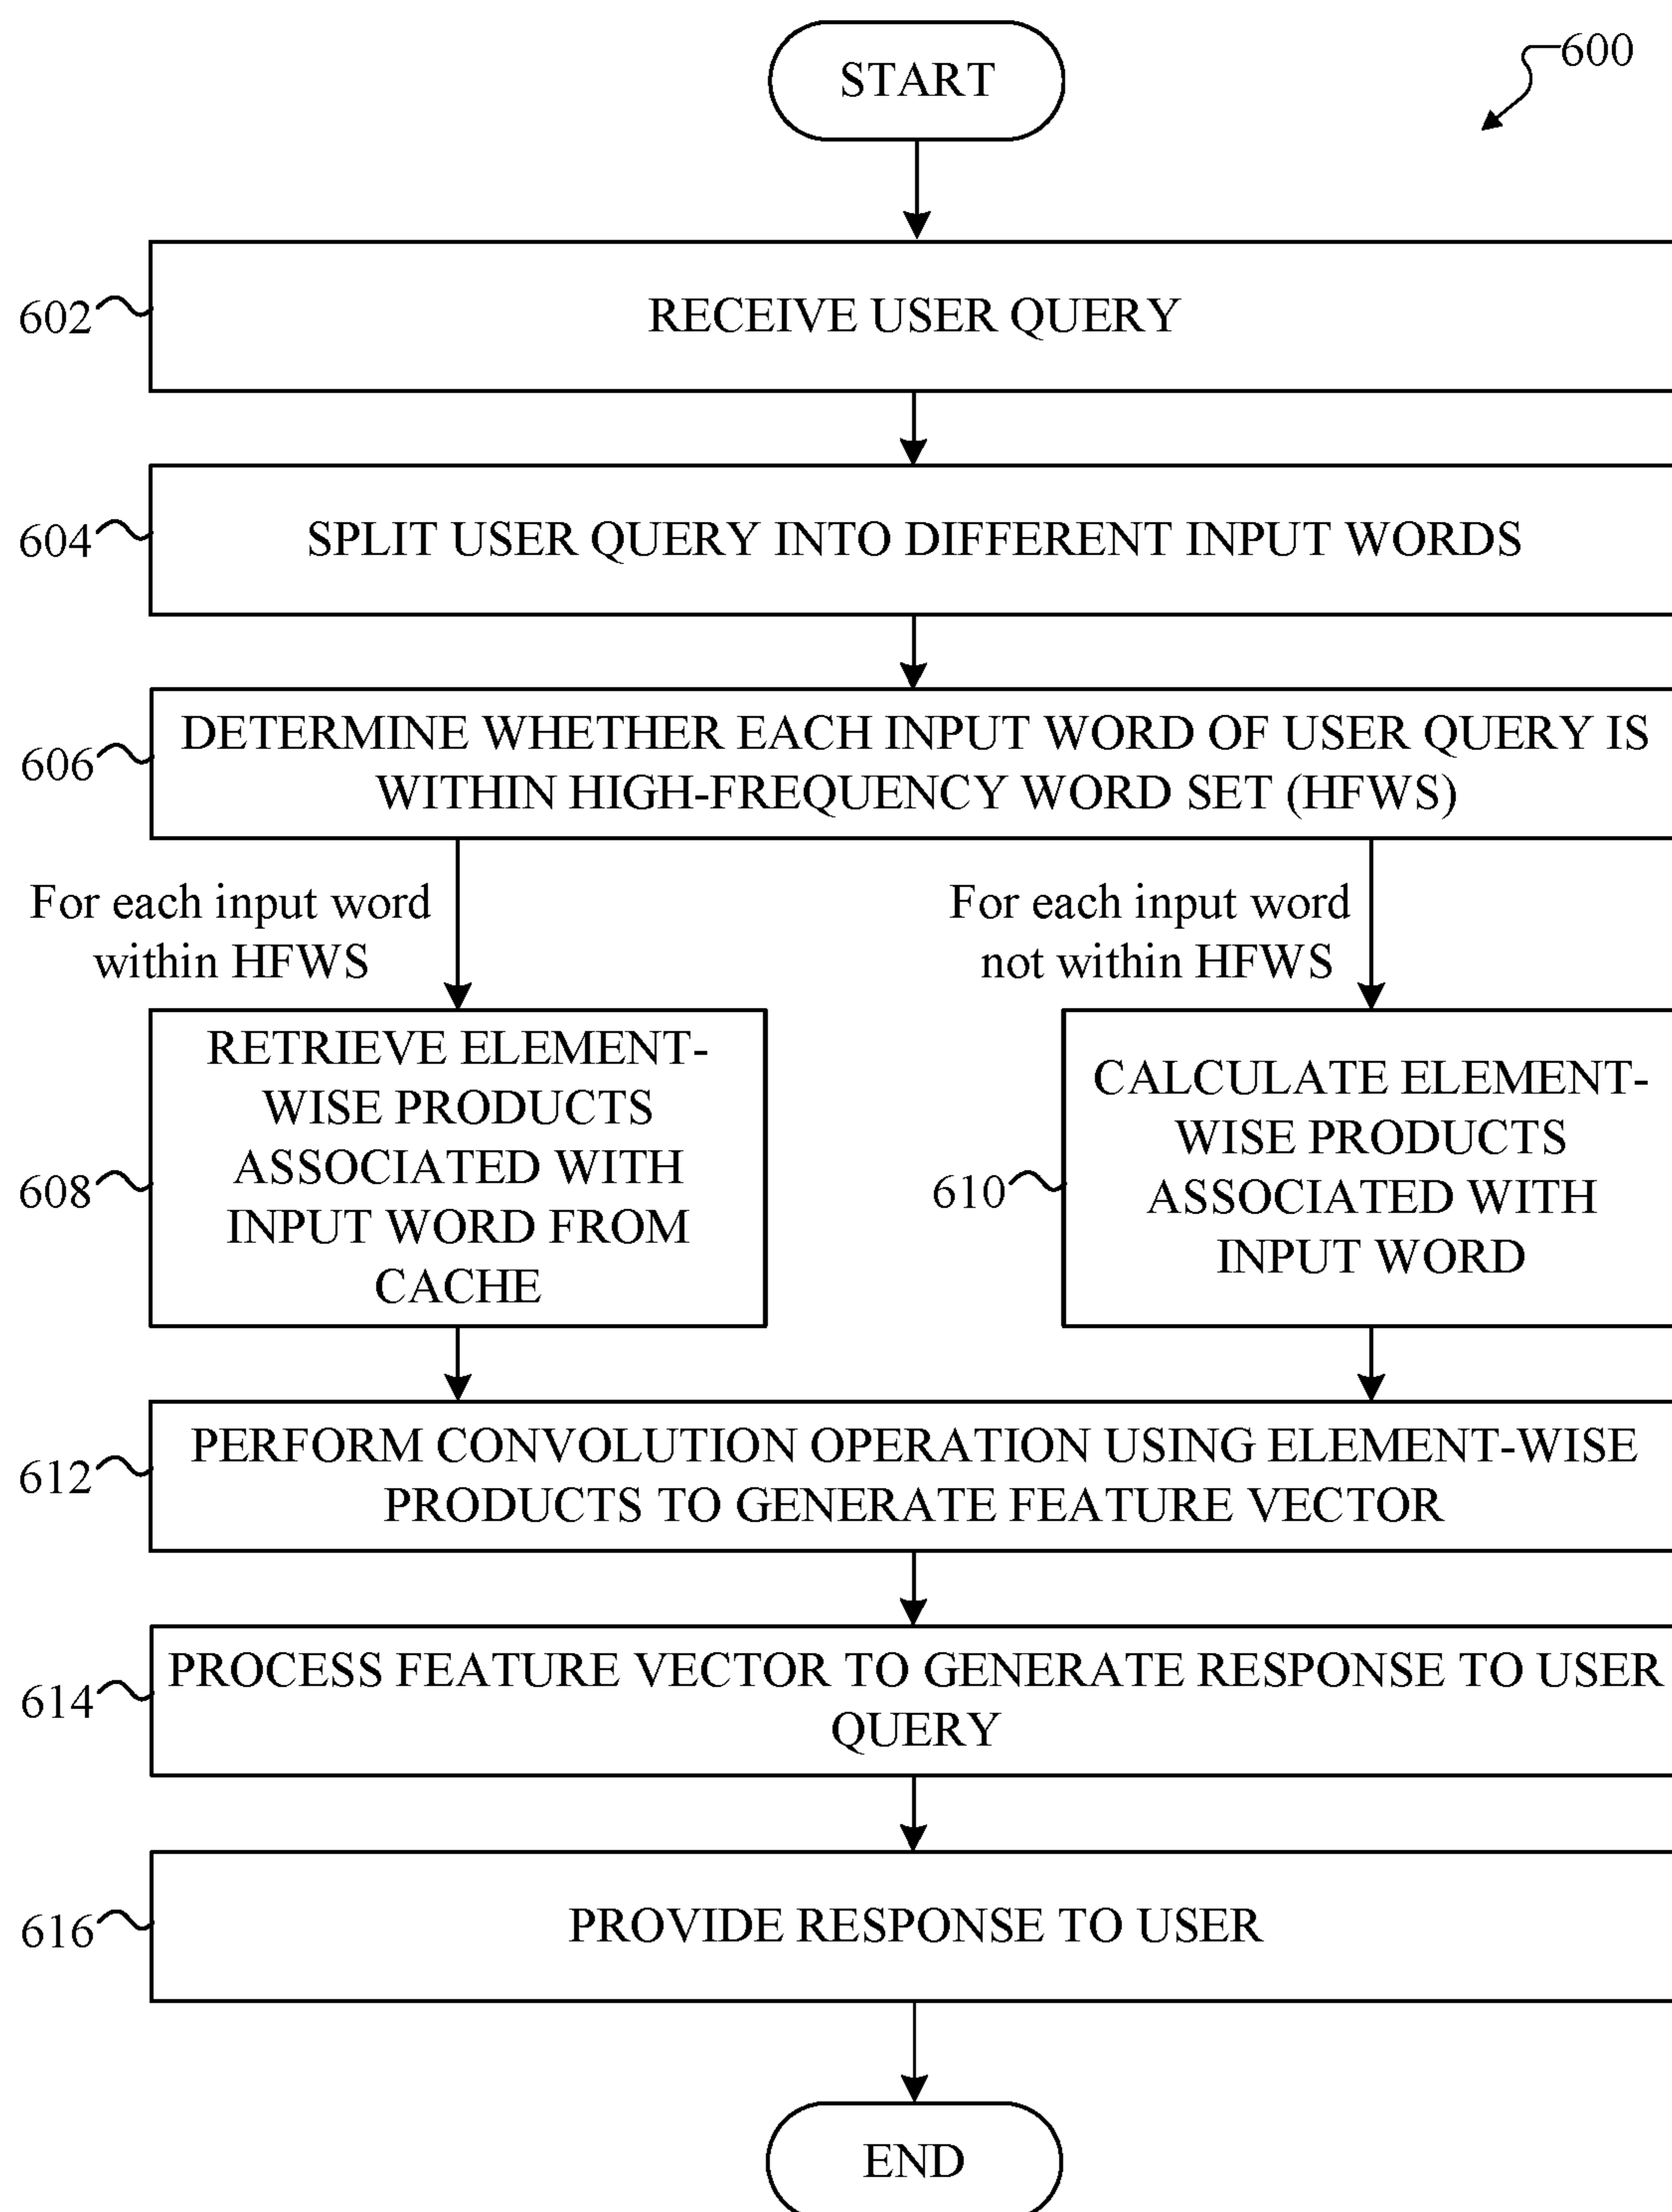 START
600
602
RECEIVE USER QUERY
604
SPLIT USER QUERY INTO DIFFERENT INPUT WORDS
606
DETERMINE WHETHER EACH INPUT WORD OF USER QUERY IS
WITHIN HIGH-FREQUENCY WORD SET (HFWS)
For each input word
within HFWS
For each input word
not within HFWS
608
RETRIEVE ELEMENT-
WISE PRODUCTS
ASSOCIATED WITH
INPUT WORD FROM
CACHE
610
CALCULATE ELEMENT-
WISE PRODUCTS
ASSOCIATED WITH
INPUT WORD
612
PERFORM CONVOLUTION OPERATION USING ELEMENT-WISE
PRODUCTS TO GENERATE FEATURE VECTOR
614
PROCESS FEATURE VECTOR TO GENERATE RESPONSE TO USER
QUERY
616
PROVIDE RESPONSE TO USER
END